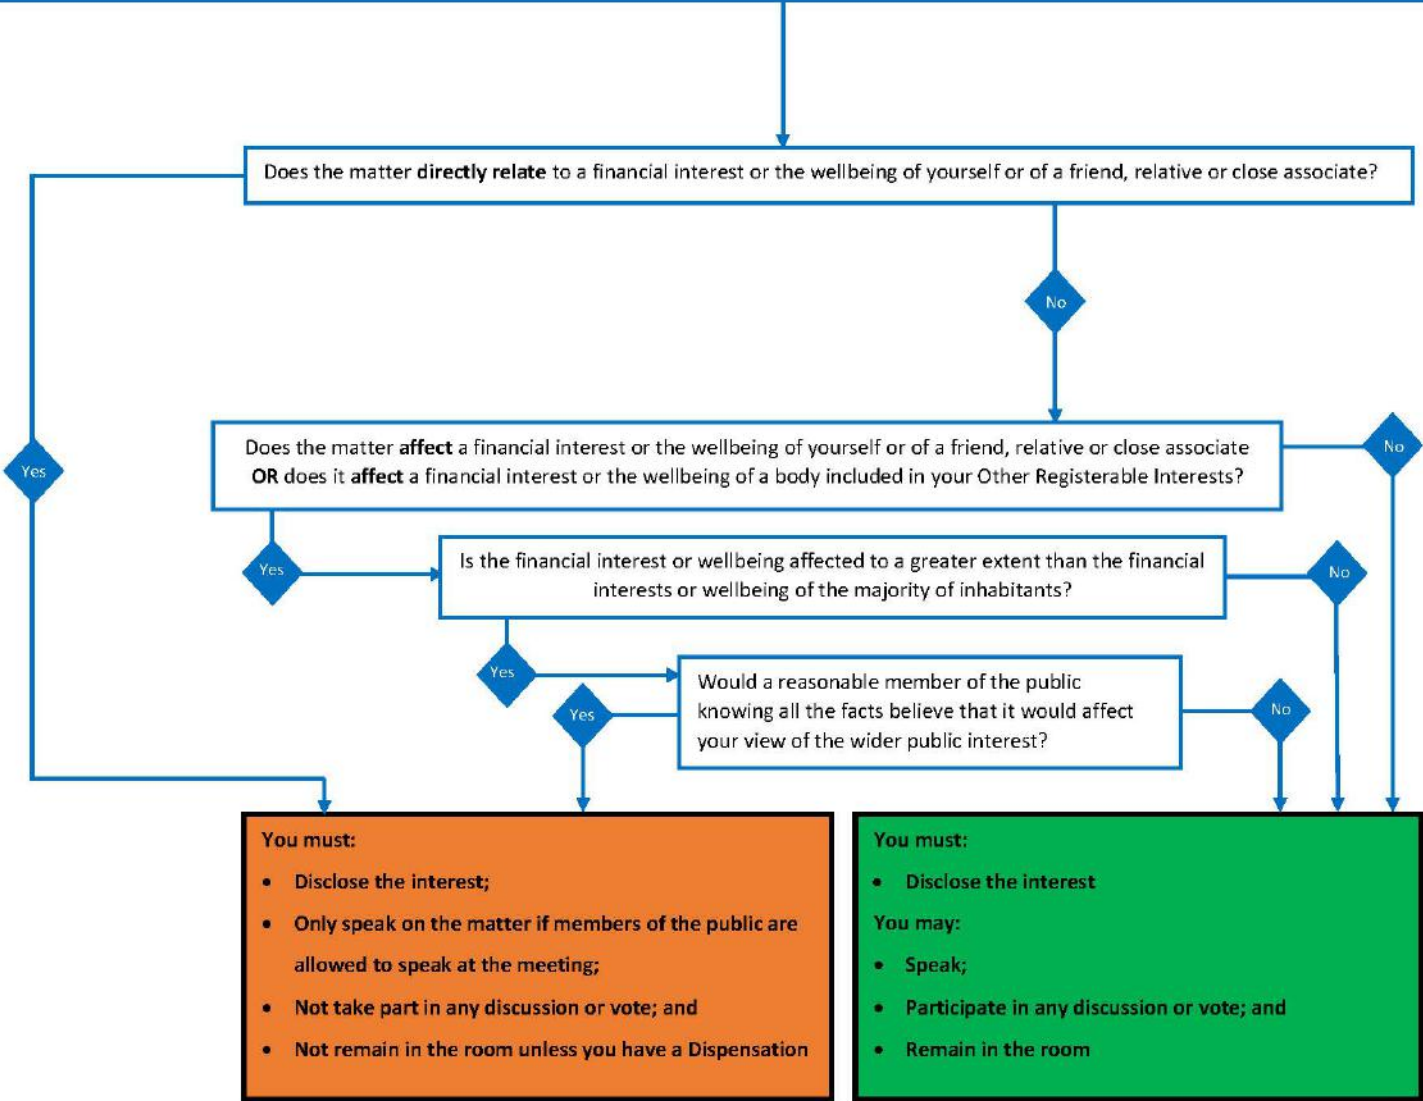 Does the matter directly relate to a financial interest or the wellbeing of yourself or of a friend, relative or close associate?
No
Yes
Does the matter affect a financial interest or the wellbeing of yourself or of a friend, relative or close associate
OR does it affect a financial interest or the wellbeing of a body included in your Other Registerable Interests?
No
Yes
Is the financial interest or wellbeing affected to a greater extent than the financial
interests or wellbeing of the majority of inhabitants?
No
Yes
Would a reasonable member of the public
knowing all the facts believe that it would affect
your view of the wider public interest?
Yes
No
You must:
• Disclose the interest;
• Only speak on the matter if members of the public are
allowed to speak at the meeting;
• Not take part in any discussion or vote; and
• Not remain in the room unless you have a Dispensation
You must:
• Disclose the interest
You may:
• Speak;
• Participate in any discussion or vote; and
• Remain in the room